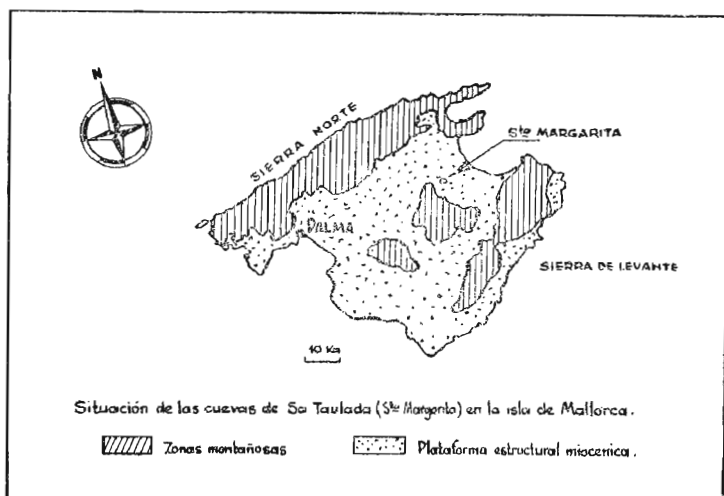 N
SIERRA NORTE
Sta MARGARITA
PALMA
SIERRA DE LEVANTE
10 Km
Situación de las cuevas de Sa Taulada (Sta Margarita) en la isla de Mallorca.
Zonas montañosas
Plataforma estructural miocenica.